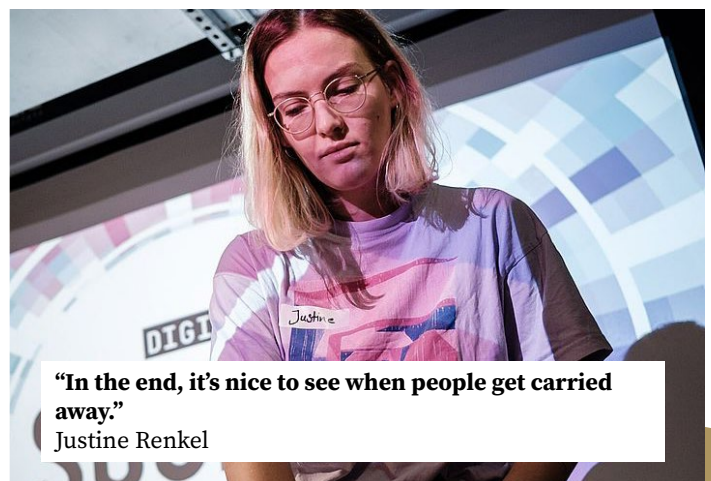 Justine
DIGI
“In the end, it’s nice to see when people get carried
away.”
Justine Renkel